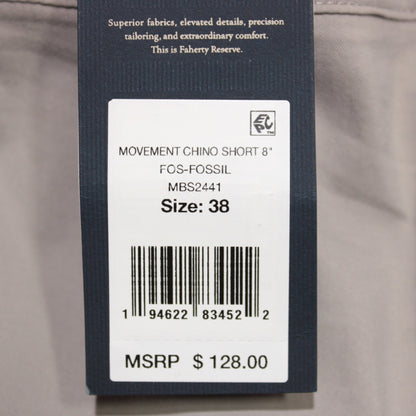 Superior fabrics, elevated details, precision
tailoring, and extraordinary comfort.
This is Faherty Reserve.
EPC™
MOVEMENT CHINO SHORT 8"
FOS-FOSSIL
MBS2441
Size: 38
1 94622 83452 2
MSRP $ 128.00